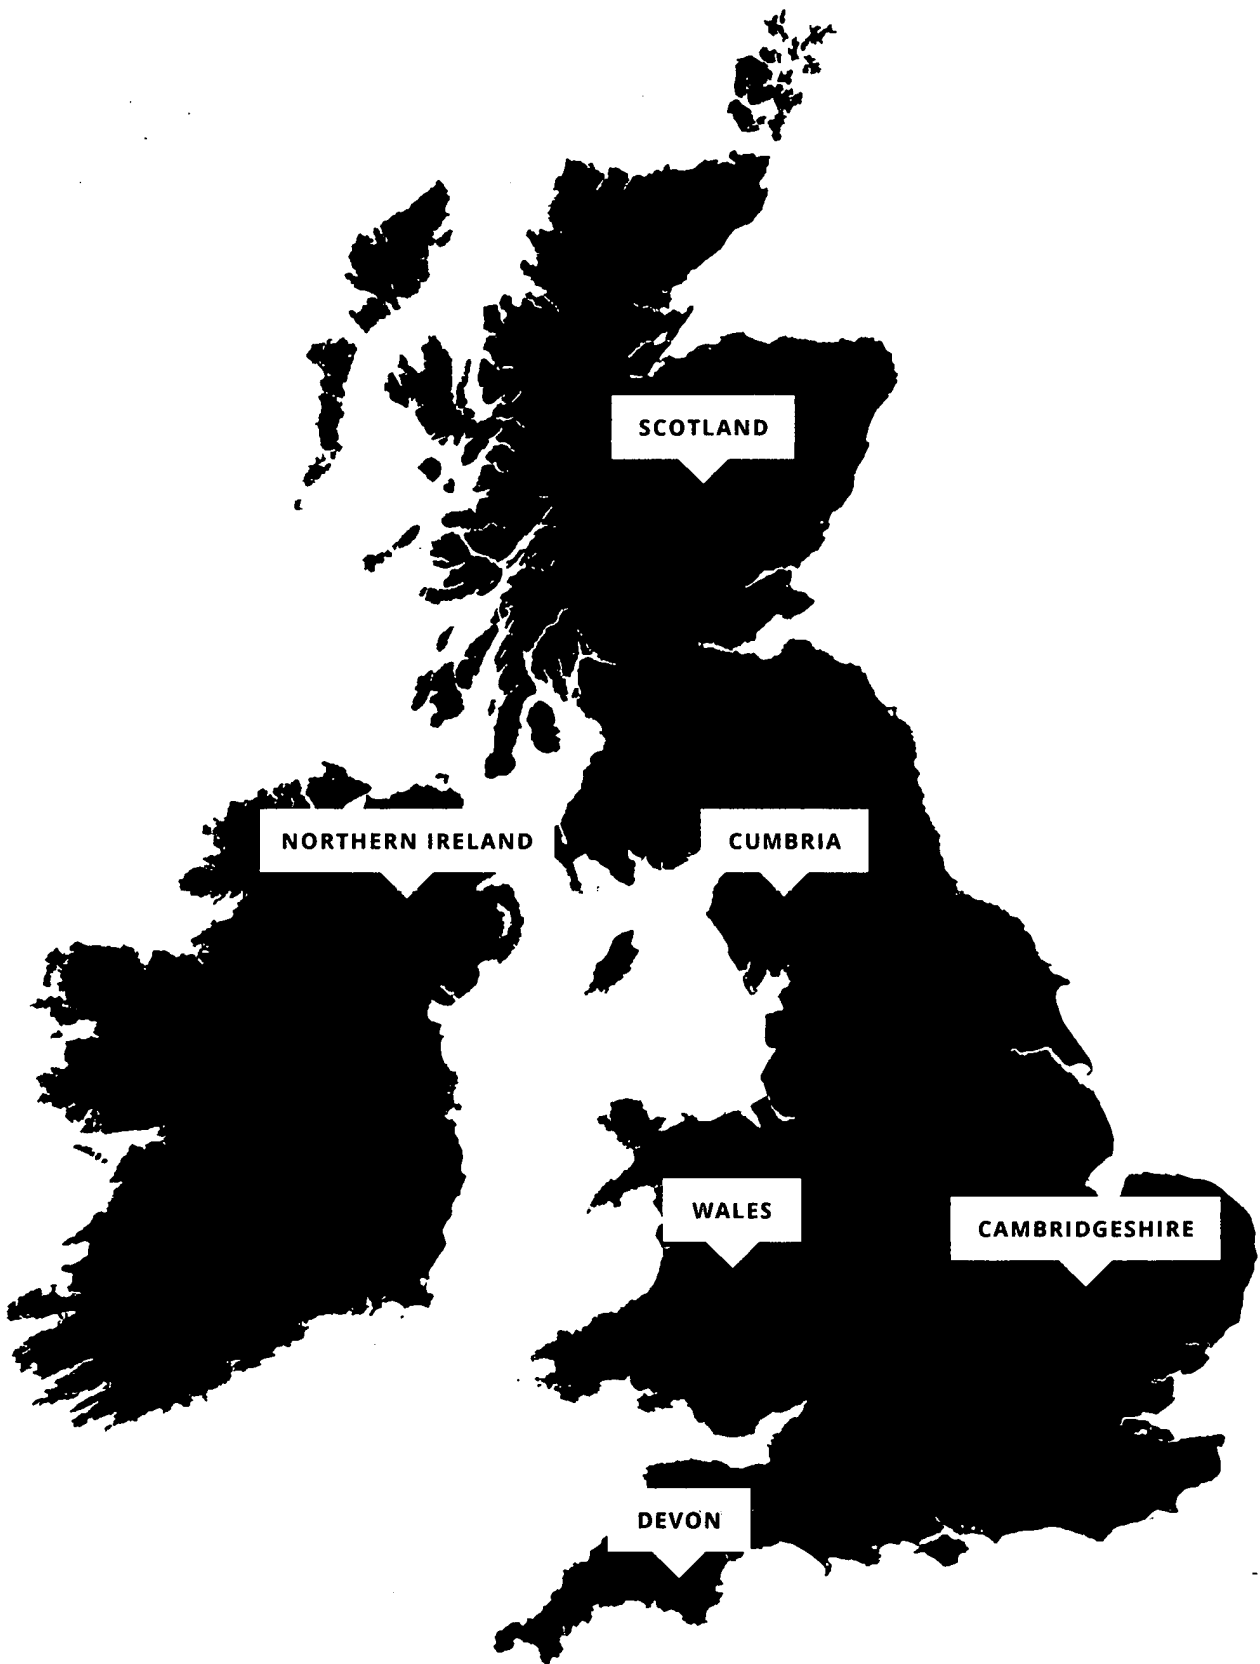 SCOTLAND
NORTHERN IRELAND
CUMBRIA
WALES
CAMBRIDGESHIRE
DEVON